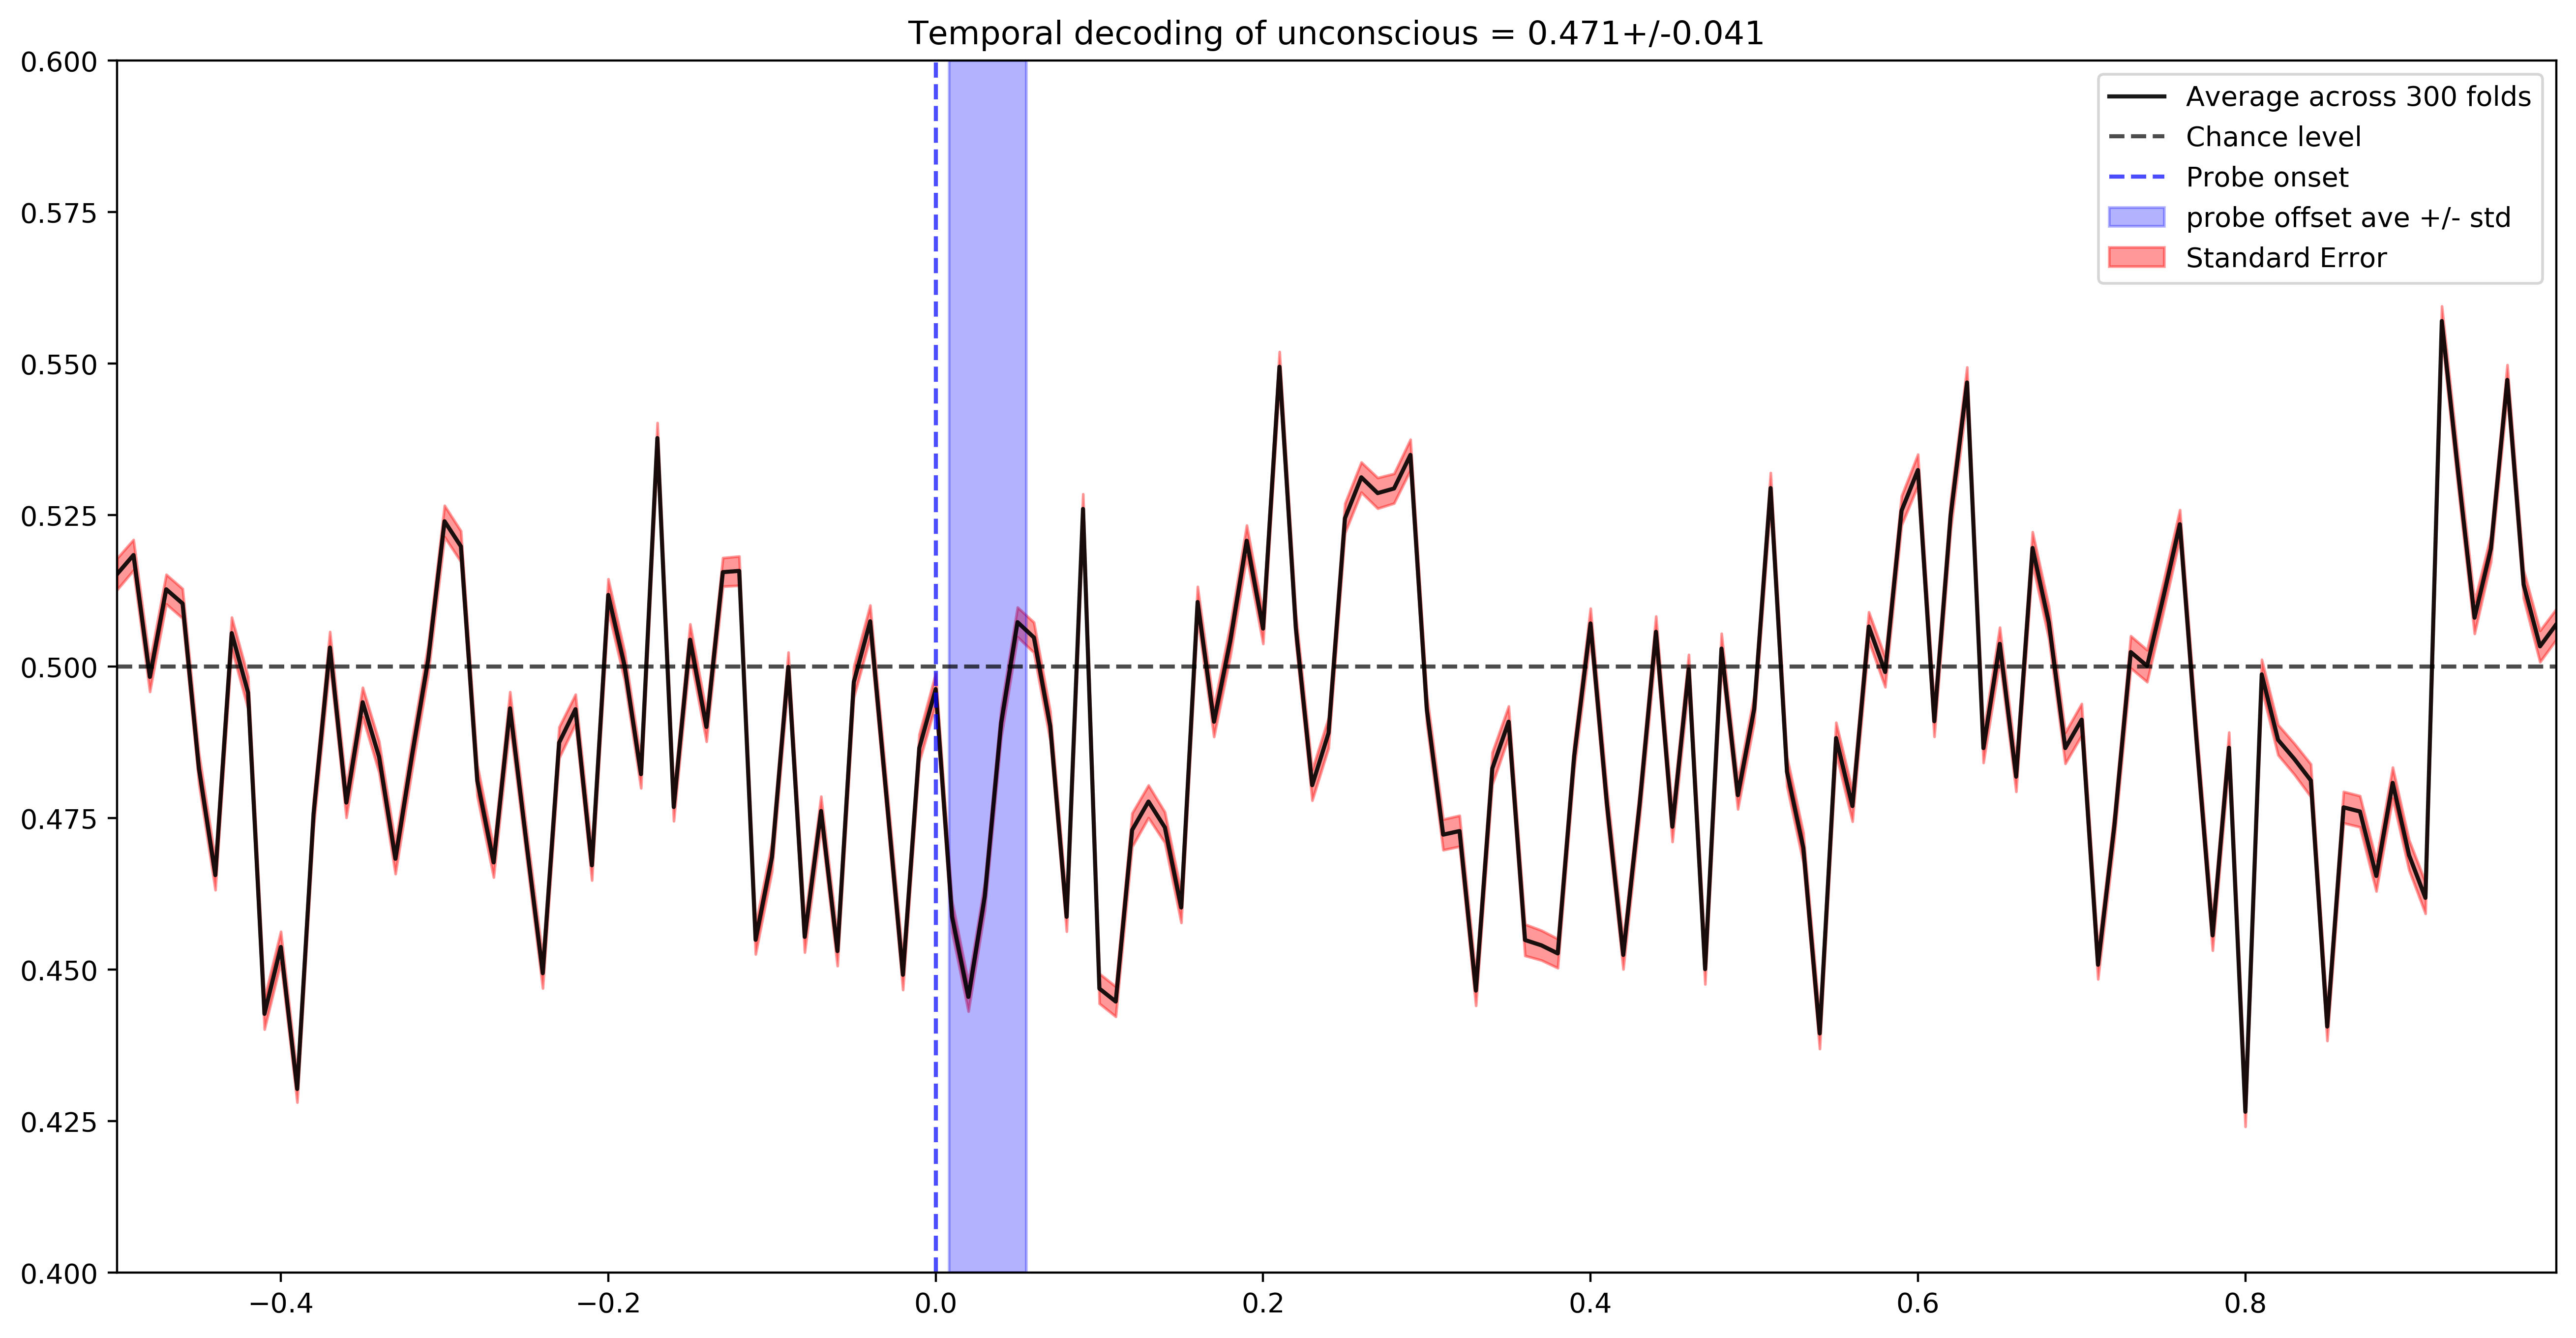 Temporal decoding of unconscious = 0.471+/-0.041
0.600
0.575
0.550
0.525
0.500
0.475
0.450
0.425
0.400
Average across 300 folds
Chance level
Probe onset
probe offset ave +/- std
Standard Error
−0.4 −0.2 0.0 0.2 0.4 0.6 0.8